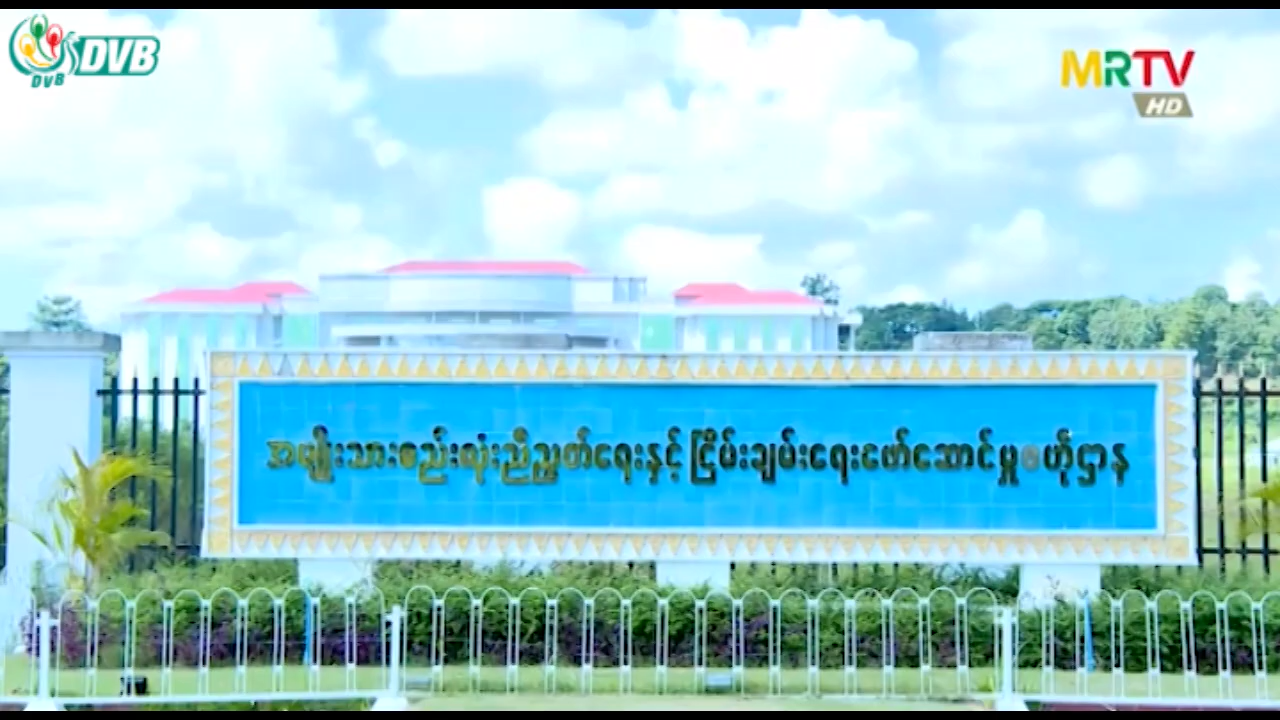 DVB
DVB
MRTV
HD
အမျိုးသားစည်းလုံးညီညွတ်ရေးနှင့် ငြိမ်းချမ်းရေးဖော်ဆောင်မှုဗဟိုဌာန